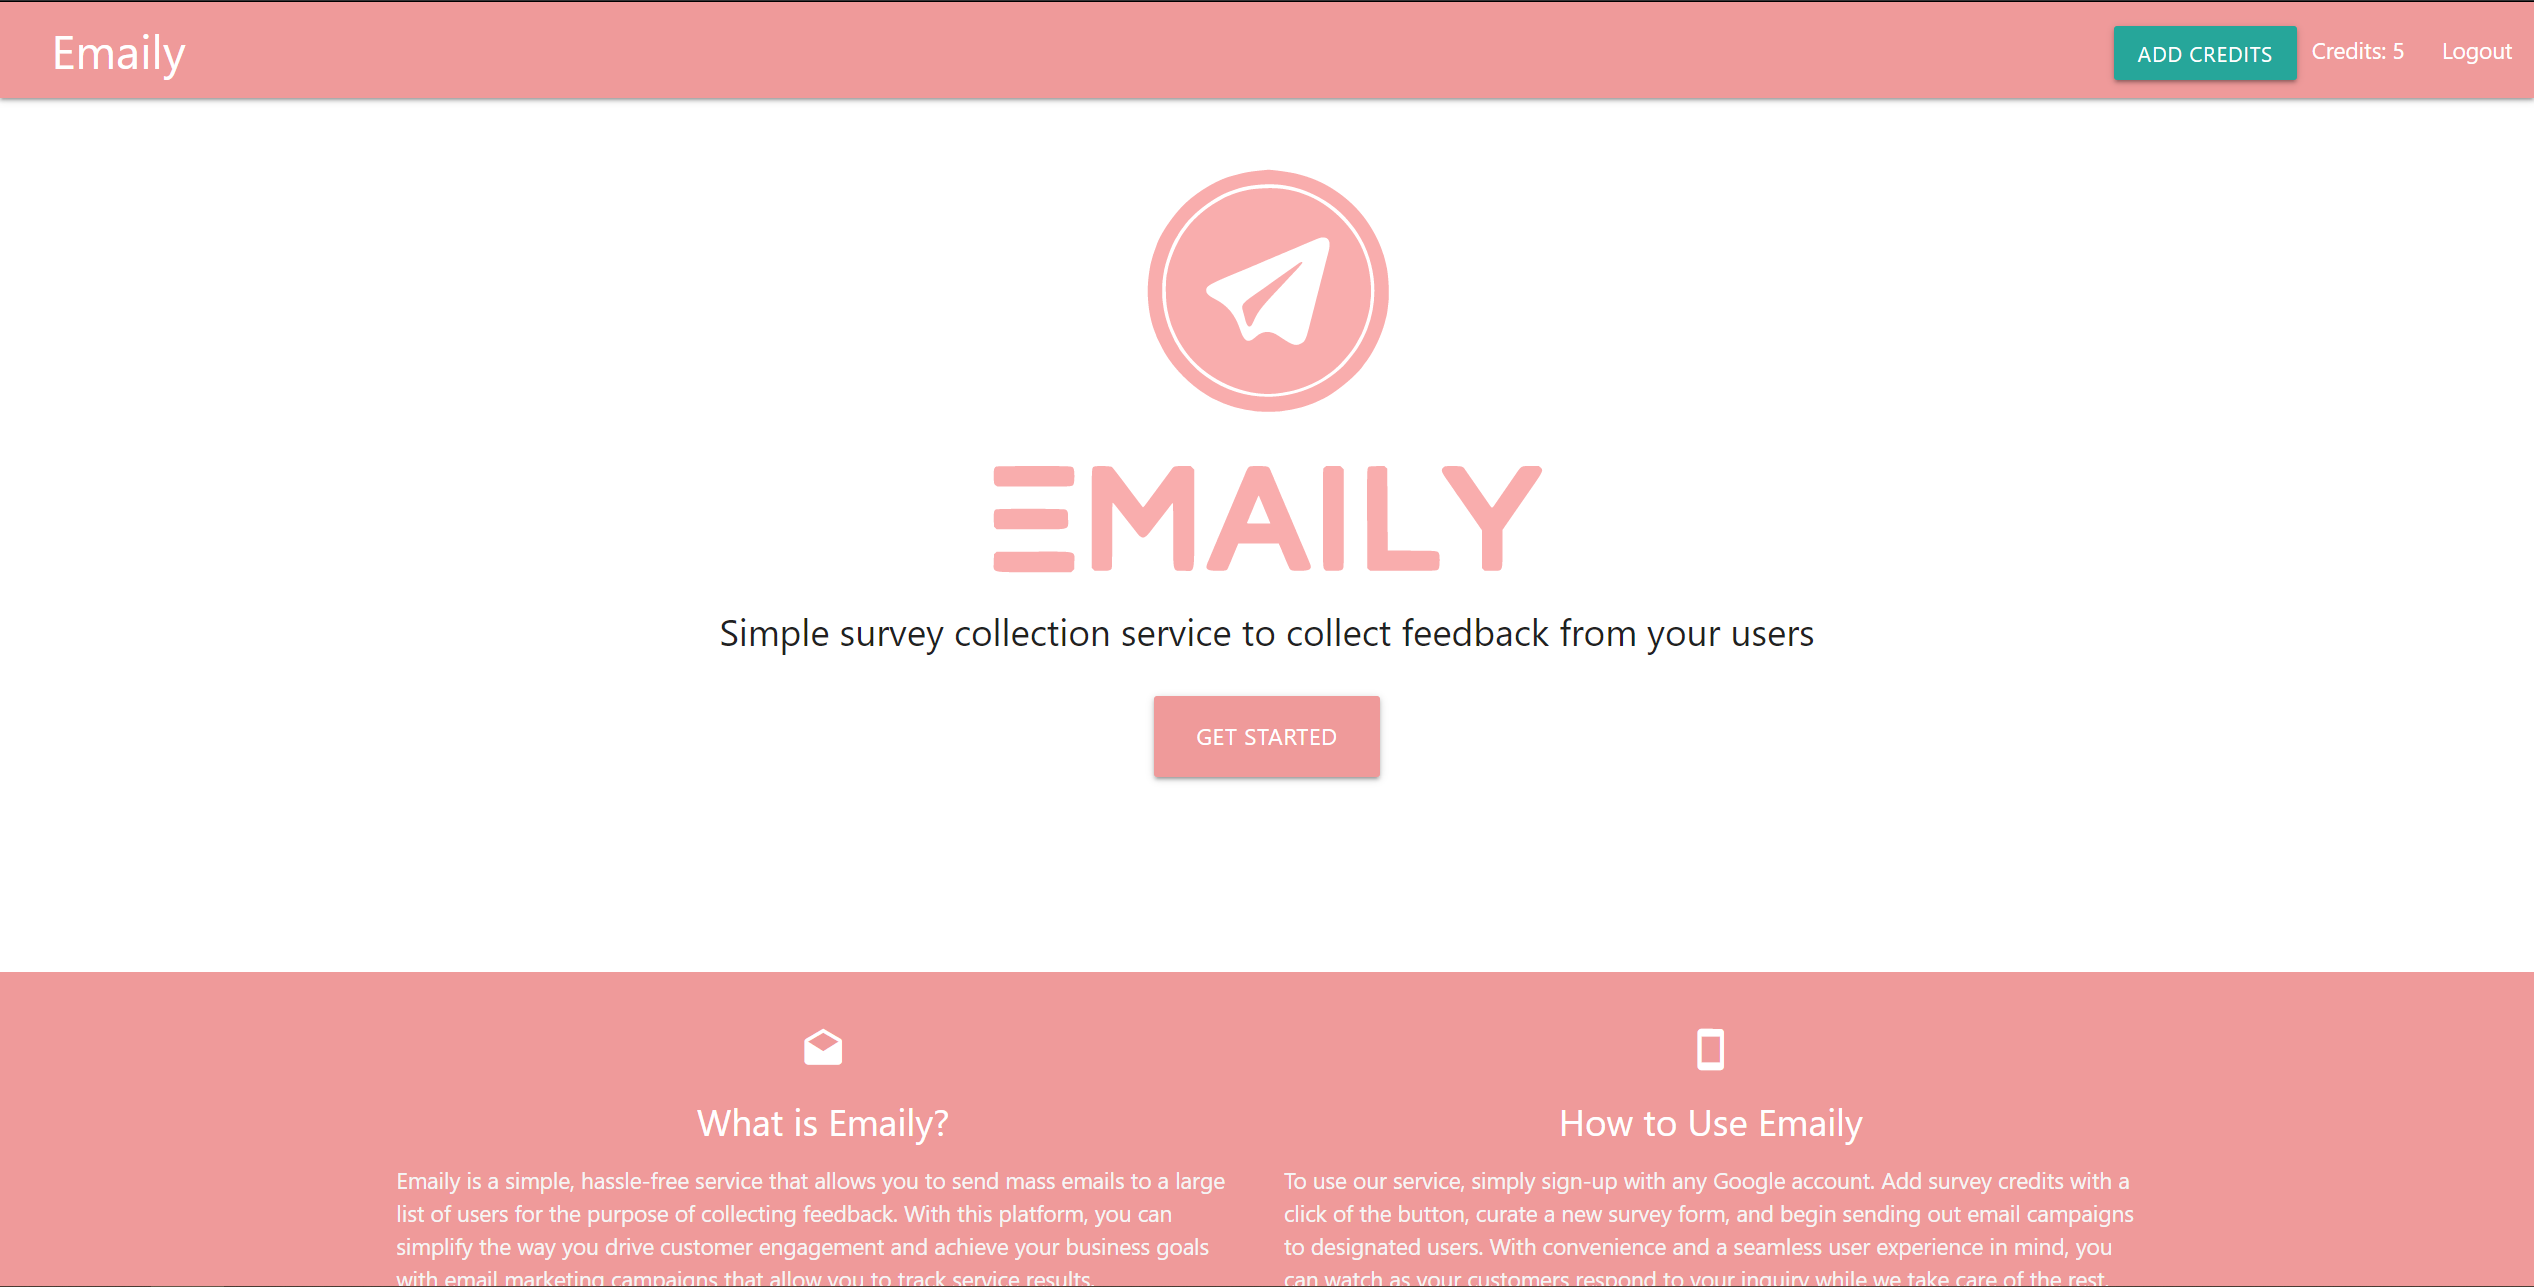 Emaily
ADD CREDITS
Credits: 5
Logout
EMAILY
Simple survey collection service to collect feedback from your users
GET STARTED
What is Emaily?
Emaily is a simple, hassle-free service that allows you to send mass emails to a large
list of users for the purpose of collecting feedback. With this platform, you can
simplify the way you drive customer engagement and achieve your business goals
with email marketing campaigns that allow you to track service results.
How to Use Emaily
To use our service, simply sign-up with any Google account. Add survey credits with a
click of the button, curate a new survey form, and begin sending out email campaigns
to designated users. With convenience and a seamless user experience in mind, you
can watch as your customers respond to your inquiry while we take care of the rest.